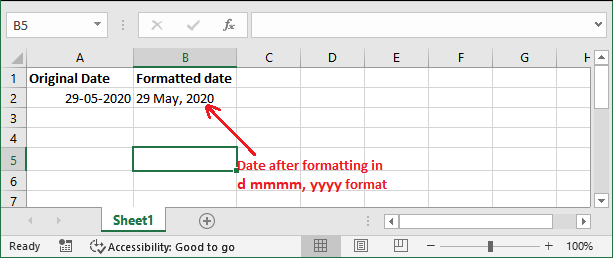 B5
fx
A B C D E F G H
1 Original Date Formatted date
2 29-05-2020 29 May, 2020
3
4
5 Date after formatting in
6 d mmmm, yyyy format
7
Sheet1
Ready Accessibility: Good to go 100%